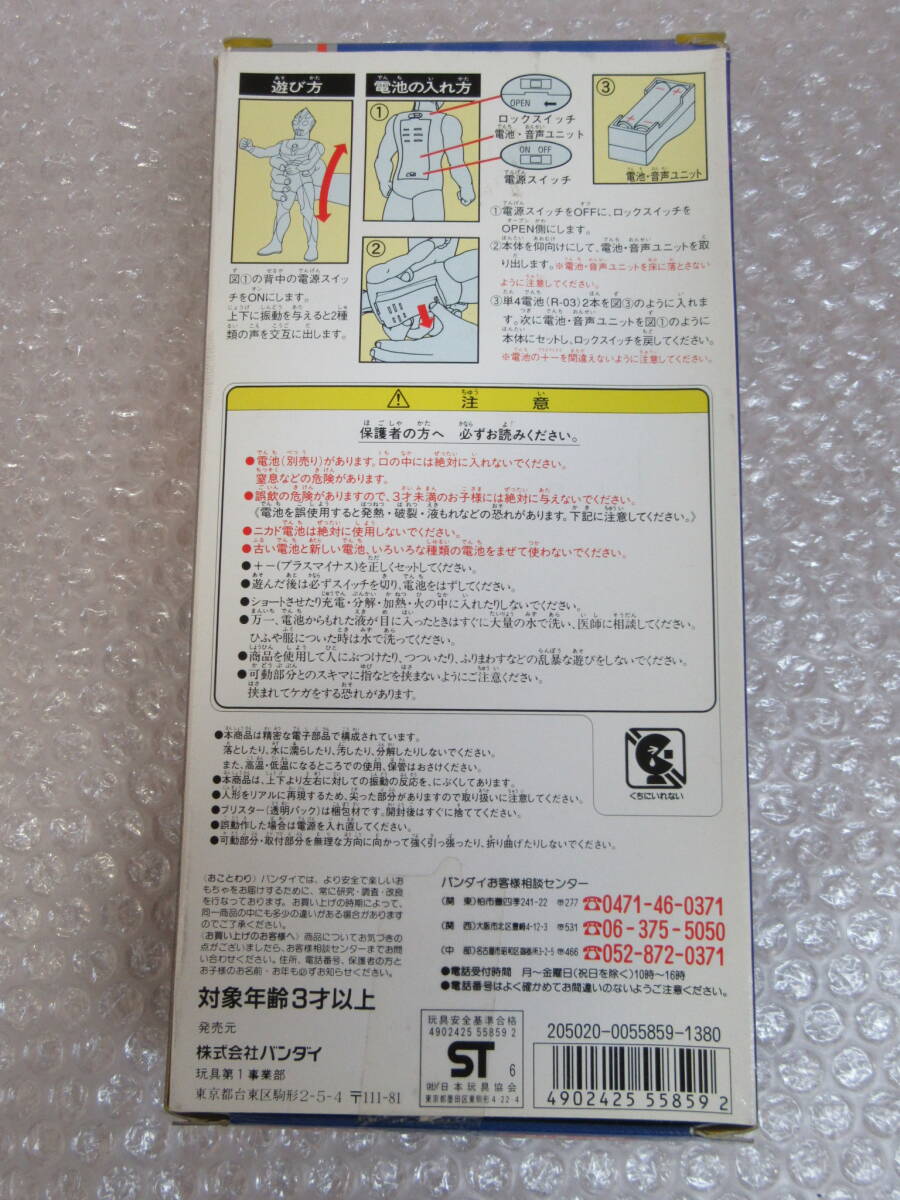 遊び方
図①の背中の電源スイッ
チをONにします。
上下に振動を与えると2種
類の声を交互に出します。
電池の入れ方
①
OPEN
ロックスイッチ
電池・音声ユニット
ON OFF
電源スイッチ
②
③
電池・音声ユニット
①電源スイッチをOFFに、ロックスイッチを
OPEN側にします。
②本体を仰向けにして、電池・音声ユニットを取
り出します。※電池・音声ユニットを床に落とさない
ように注意してください。
③単4電池(R-03)2本を図③のように入れま
す。次に電池・音声ユニットを図①のように
本体にセットし、ロックスイッチを戻してください。
※電池の+−を間違えないように注意してください。
注意
保護者の方へ 必ずお読みください。
●電池(別売り)があります。口の中には絶対に入れないでください。
窒息などの危険があります。
●誤飲の危険がありますので、3才未満のお子様には絶対に与えないでください。
《電池を誤使用すると発熱・破裂・液もれなどの恐れがあります。下記に注意してください。》
●ニカド電池は絶対に使用しないでください。
●古い電池と新しい電池、いろいろな種類の電池をまぜて使わないでください。
●+−(プラスマイナス)を正しくセットしてください。
●遊んだ後は必ずスイッチを切り、電池をはずしてください。
●ショートさせたり充電・分解・加熱・火の中に入れたりしないでください。
●万一、電池からもれた液が目に入ったときはすぐに大量の水で洗い、医師に相談してください。
ひふや服についた時は水で洗ってください。
●商品を使用して人にぶつけたり、つついたり、ふりまわすなどの乱暴な遊びをしないでください。
●可動部分とのスキマに指などを挟まないようにご注意ください。
挟まれてケガをする恐れがあります。
●本商品は精密な電子部品で構成されています。
落としたり、水に濡らしたり、汚したり、分解したりしないでください。
また、高温・低温になるところでの使用、保管はおさけください。
●本商品は、上下より左右に対しての振動の反応を、にぶくしてあります。
●人形をリアルに再現するため、尖った部分がありますので取り扱いに注意してください。
●ブリスター(透明パック)は梱包材です。開封後はすぐに捨ててください。
●誤動作した場合は電源を入れ直してください。
●可動部分・取付部分を無理な方向に向かって強く引っ張ったり、折り曲げたりしないでください。
くちにいれない
〈おことわり〉バンダイでは、より安全で楽しいお
もちゃをお届けするために、常に研究・調査・改良
を行なっております。お買い上げの時期によって、
同一商品の中にも多少の違いがある場合があります
のでご了承ください。
〈お買い上げのお客様へ〉商品についてお気づきの
点がございましたら、お客様相談センターまでお問
い合わせください。住所、電話番号、保護者の方と
お子様のお名前・お年も必ずお知らせください。
対象年齢3才以上
発売元
株式会社バンダイ
玩具第1事業部
東京都台東区駒形2-5-4 〒111-81
バンダイお客様相談センター
(関 東)柏市豊四季241-22 〒277 ☎0471-46-0371
(関 西)大阪市北区豊崎4-12-3 〒531 ☎06-375-5050
(中 部)名古屋市昭和区御器所3-2-5 〒466 ☎052-872-0371
●電話受付時間 月〜金曜日(祝日を除く)10時〜16時
●電話番号はよく確かめてお間違いのないようご注意ください。
玩具安全基準合格
4902425 55859 2
ST 6
(社)日本玩具協会
東京都墨田区東駒形4-22-4
205020-0055859-1380
4902425 558592